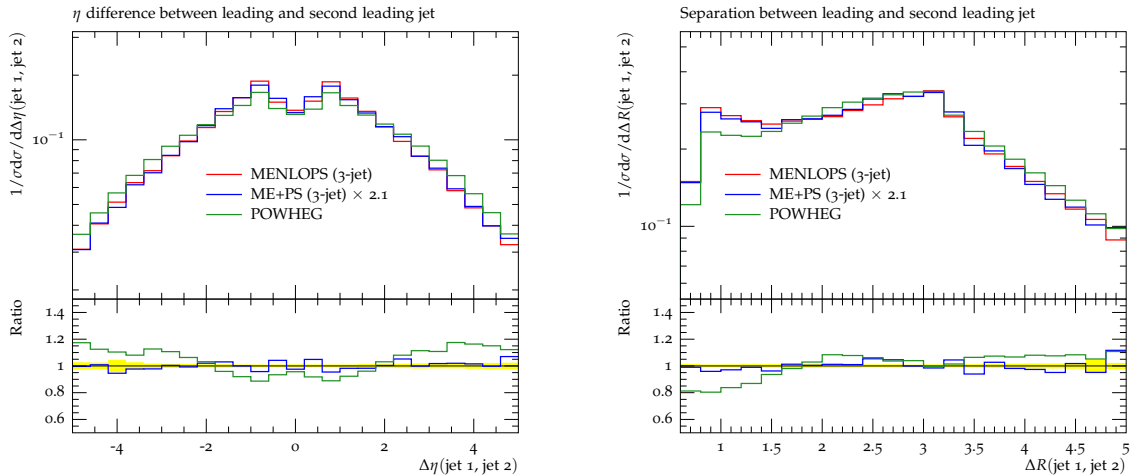 η difference between leading and second leading jet
1/σ dσ/dΔη(jet 1, jet 2)
10⁻¹
MENLOPS (3-jet)
ME+PS (3-jet) × 2.1
POWHEG
Ratio
1.4
1.2
1
0.8
0.6
-4 -2 0 2 4
Δη(jet 1, jet 2)
Separation between leading and second leading jet
1/σ dσ/dΔR(jet 1, jet 2)
10⁻¹
MENLOPS (3-jet)
ME+PS (3-jet) × 2.1
POWHEG
Ratio
1.4
1.2
1
0.8
0.6
1 1.5 2 2.5 3 3.5 4 4.5 5
ΔR(jet 1, jet 2)